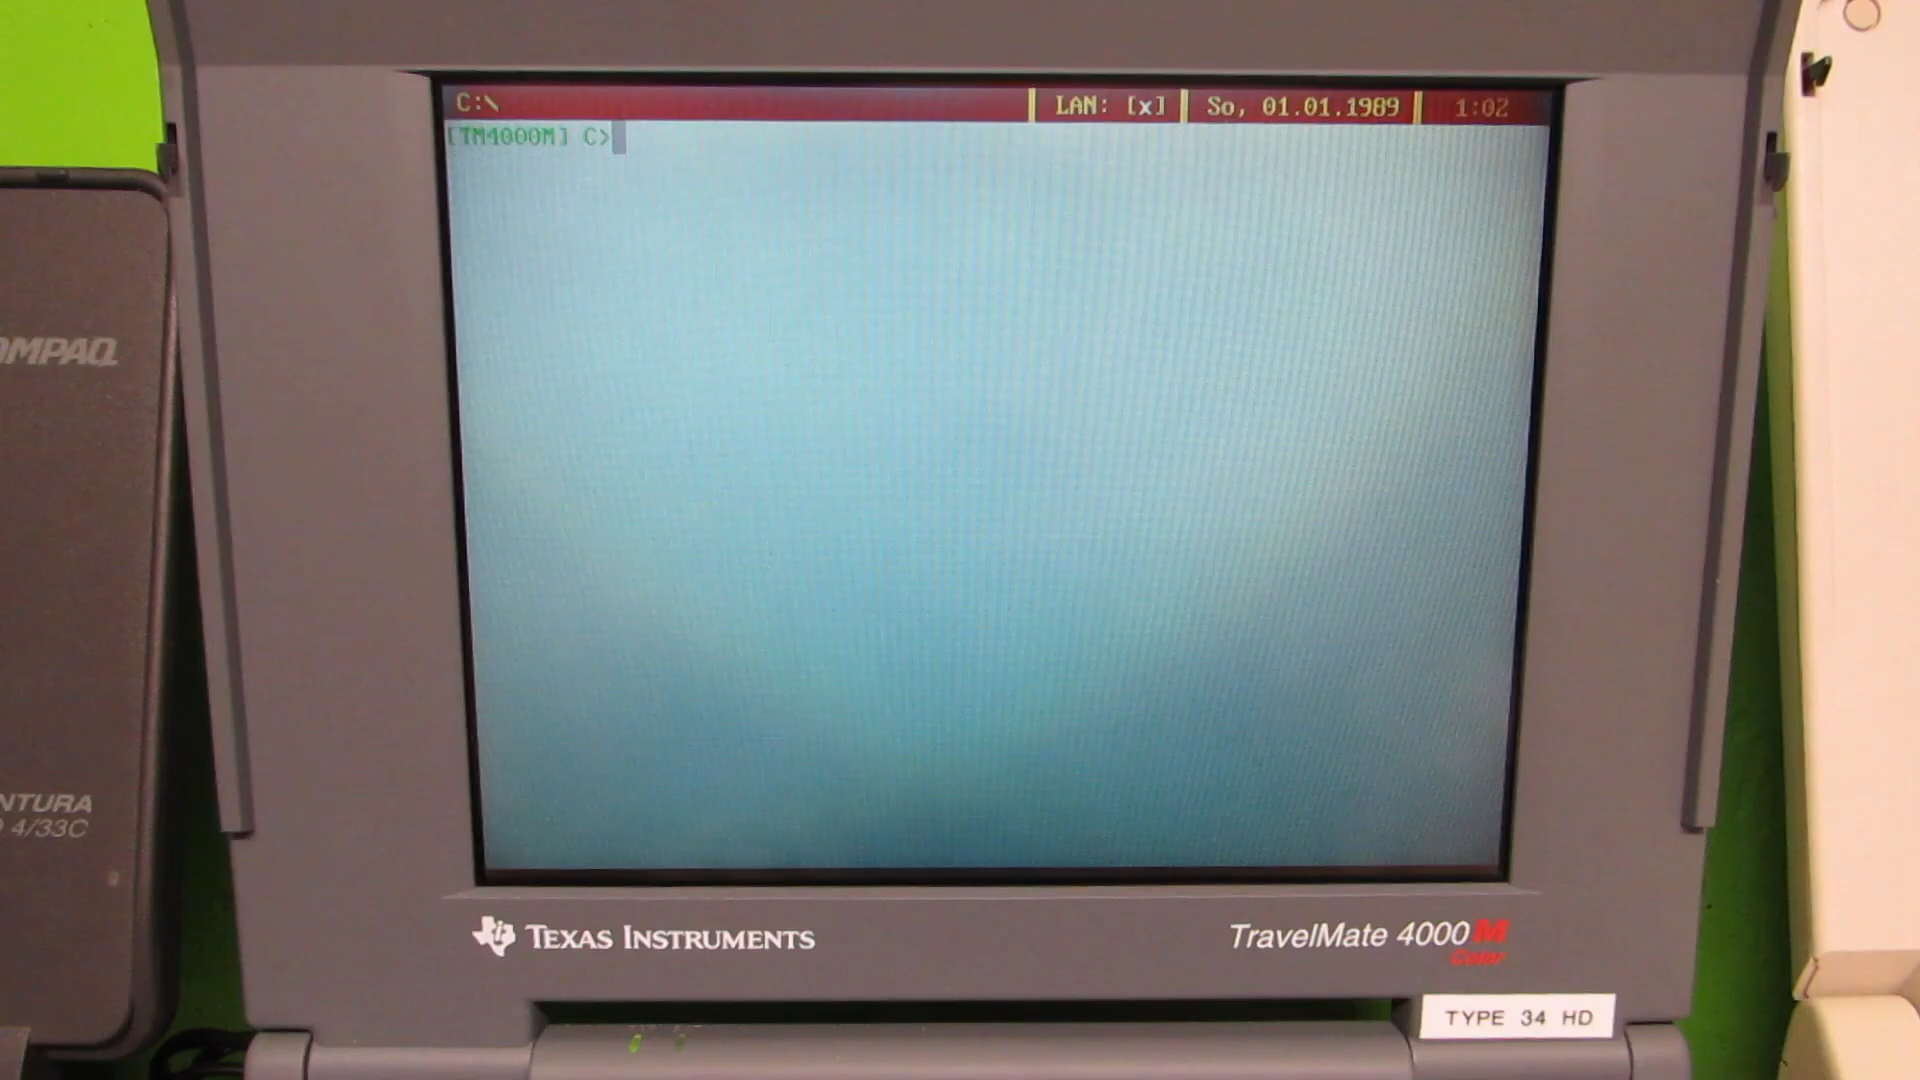 C:\ LAN: [x] So, 01.01.1989 1:02
[TM4000M] C>
OMPAQ
NTURA
4/33C
TEXAS INSTRUMENTS
TravelMate 4000M
Color
TYPE 34 HD